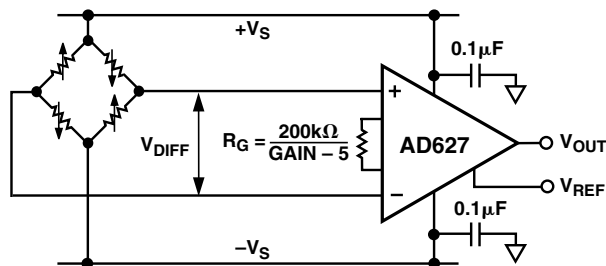 +VS
0.1µF
+
200kΩ
RG =
GAIN – 5
VDIFF
AD627
VOUT
VREF
–
0.1µF
–VS